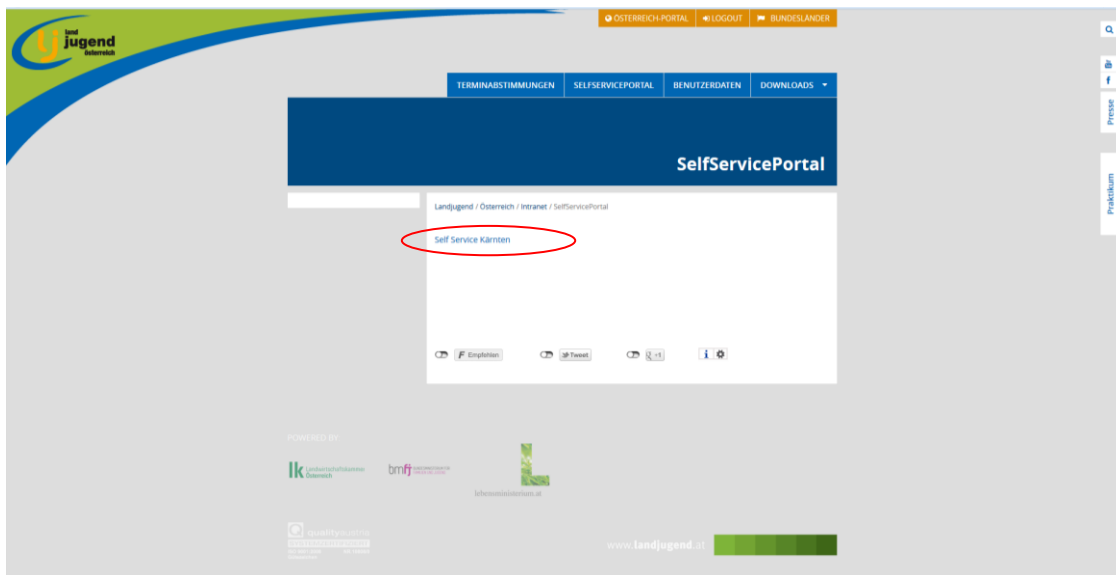 land
jugend
österreich
ÖSTERREICH-PORTAL LOGOUT BUNDESLÄNDER
TERMINABSTIMMUNGEN SELFSERVICEPORTAL BENUTZERDATEN DOWNLOADS
SelfServicePortal
Presse
Praktikum
Landjugend / Österreich / Intranet / SelfServicePortal
Self Service Kärnten
Empfehlen Tweet +1
POWERED BY
lk Landwirtschaftskammer
Österreich
bmfj
lebensministerium.at
qualityaustria
www.landjugend.at